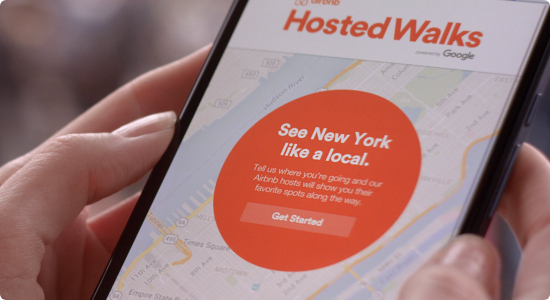 airbnb
Hosted Walks
powered by Google
See New York
like a local.
Tell us where you're going and our
Airbnb hosts will show you their
favorite spots along the way.
Get Started
Times Square
MIDTOWN
Empire State